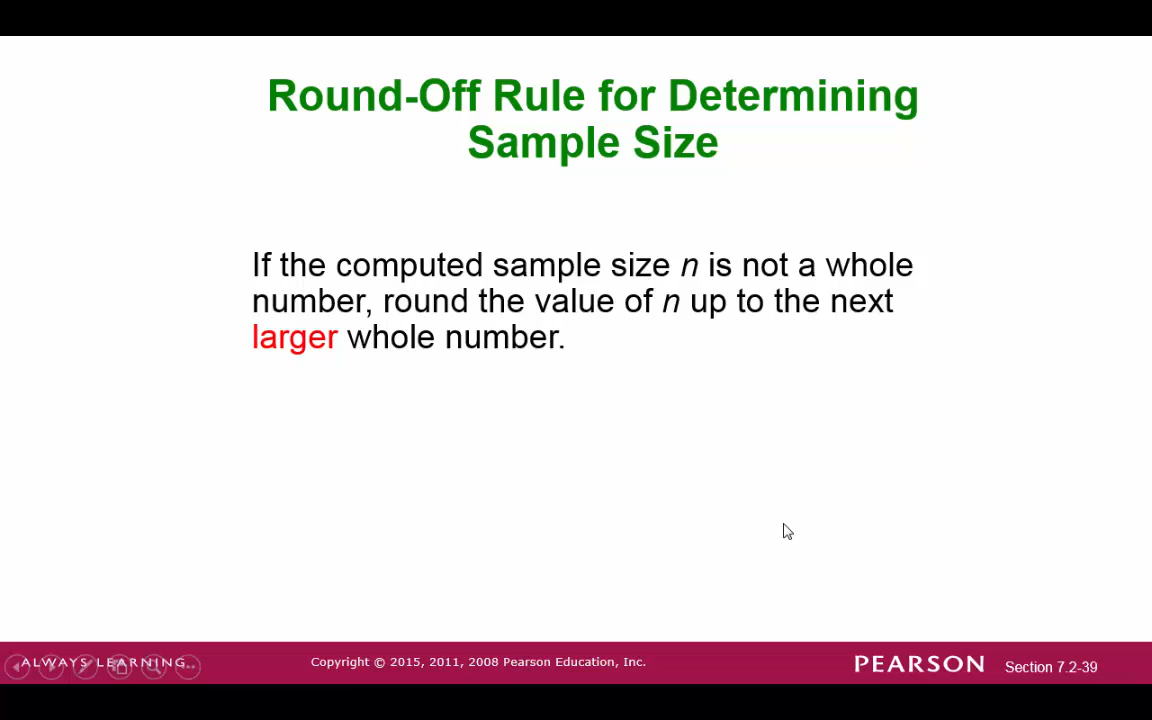 Round-Off Rule for Determining
Sample Size
If the computed sample size n is not a whole
number, round the value of n up to the next
larger whole number.
ALWAYS LEARNING
Copyright © 2015, 2011, 2008 Pearson Education, Inc.
PEARSON
Section 7.2-39